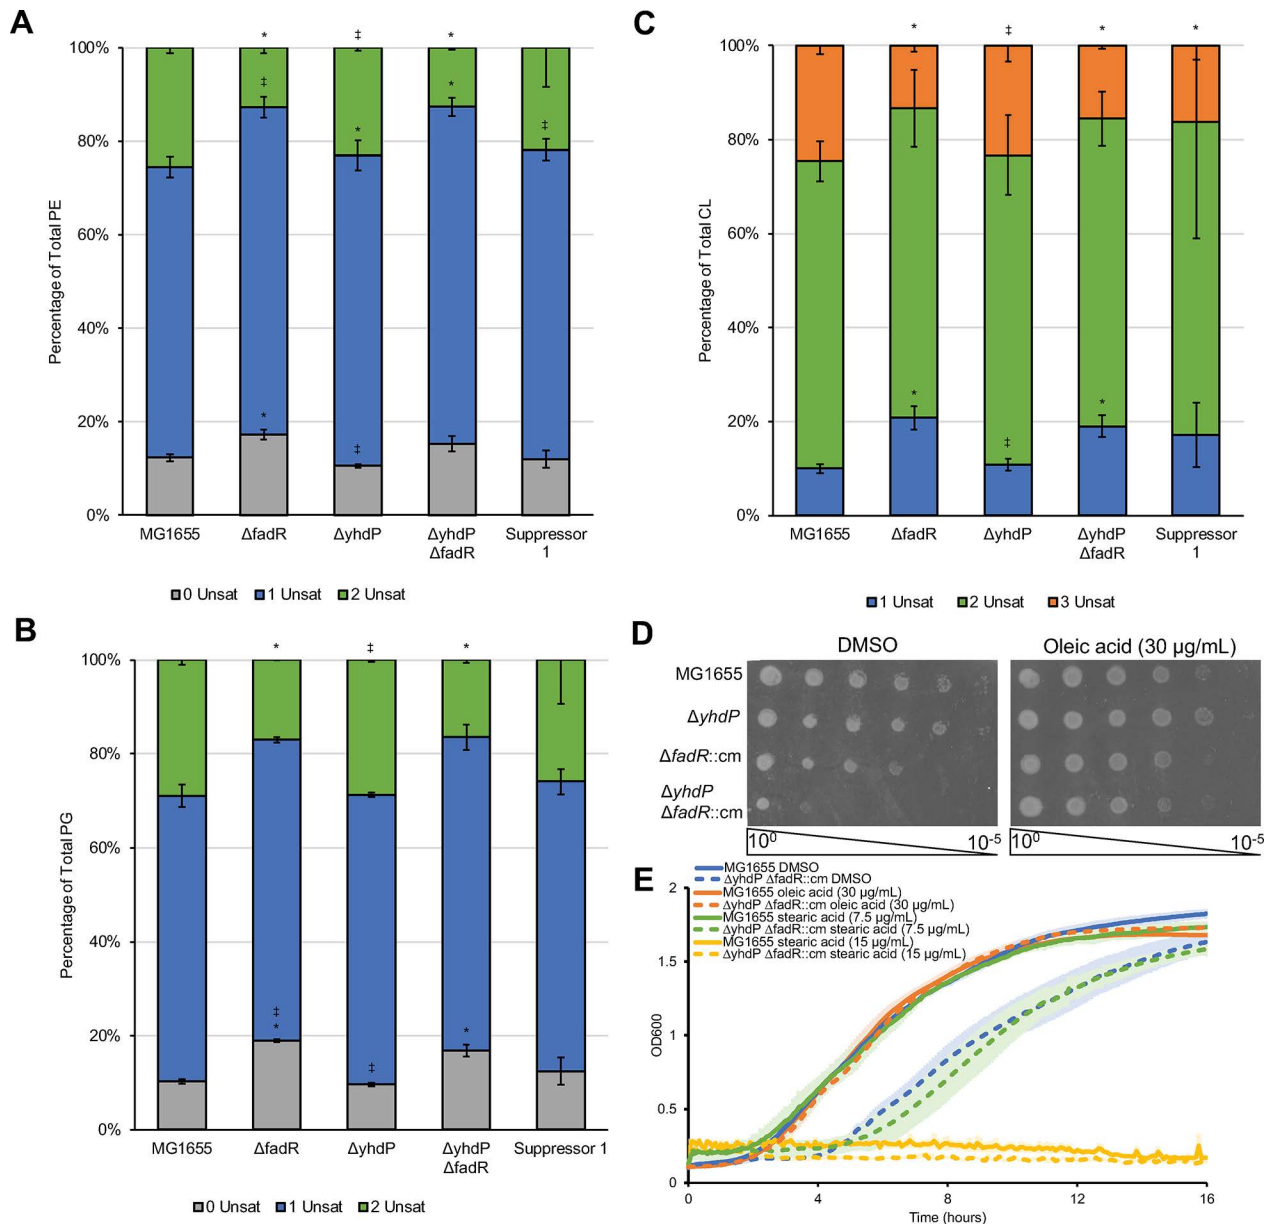 A
*
‡
*
100%
‡
*
*
‡
80%
60%
40%
20%
*
‡
0%
Percentage of Total PE
MG1655
ΔfadR
ΔyhdP
ΔyhdP
ΔfadR
Suppressor
1
0 Unsat
1 Unsat
2 Unsat
B
*
‡
*
100%
80%
60%
40%
20%
‡
*
‡
*
0%
Percentage of Total PG
MG1655
ΔfadR
ΔyhdP
ΔyhdP
ΔfadR
Suppressor 1
0 Unsat
1 Unsat
2 Unsat
C
*
‡
*
*
100%
80%
60%
40%
20%
*
‡
*
0%
Percentage of Total CL
MG1655
ΔfadR
ΔyhdP
ΔyhdP
ΔfadR
Suppressor
1
1 Unsat
2 Unsat
3 Unsat
D
DMSO
Oleic acid (30 µg/mL)
MG1655
ΔyhdP
ΔfadR::cm
ΔyhdP
ΔfadR::cm
10⁰
10⁻⁵
10⁰
10⁻⁵
E
MG1655 DMSO
ΔyhdP ΔfadR::cm DMSO
MG1655 oleic acid (30 µg/mL)
ΔyhdP ΔfadR::cm oleic acid (30 µg/mL)
MG1655 stearic acid (7.5 µg/mL)
ΔyhdP ΔfadR::cm stearic acid (7.5 µg/mL)
MG1655 stearic acid (15 µg/mL)
ΔyhdP ΔfadR::cm stearic acid (15 µg/mL)
2
1.5
1
0.5
0
OD600
0
4
8
12
16
Time (hours)